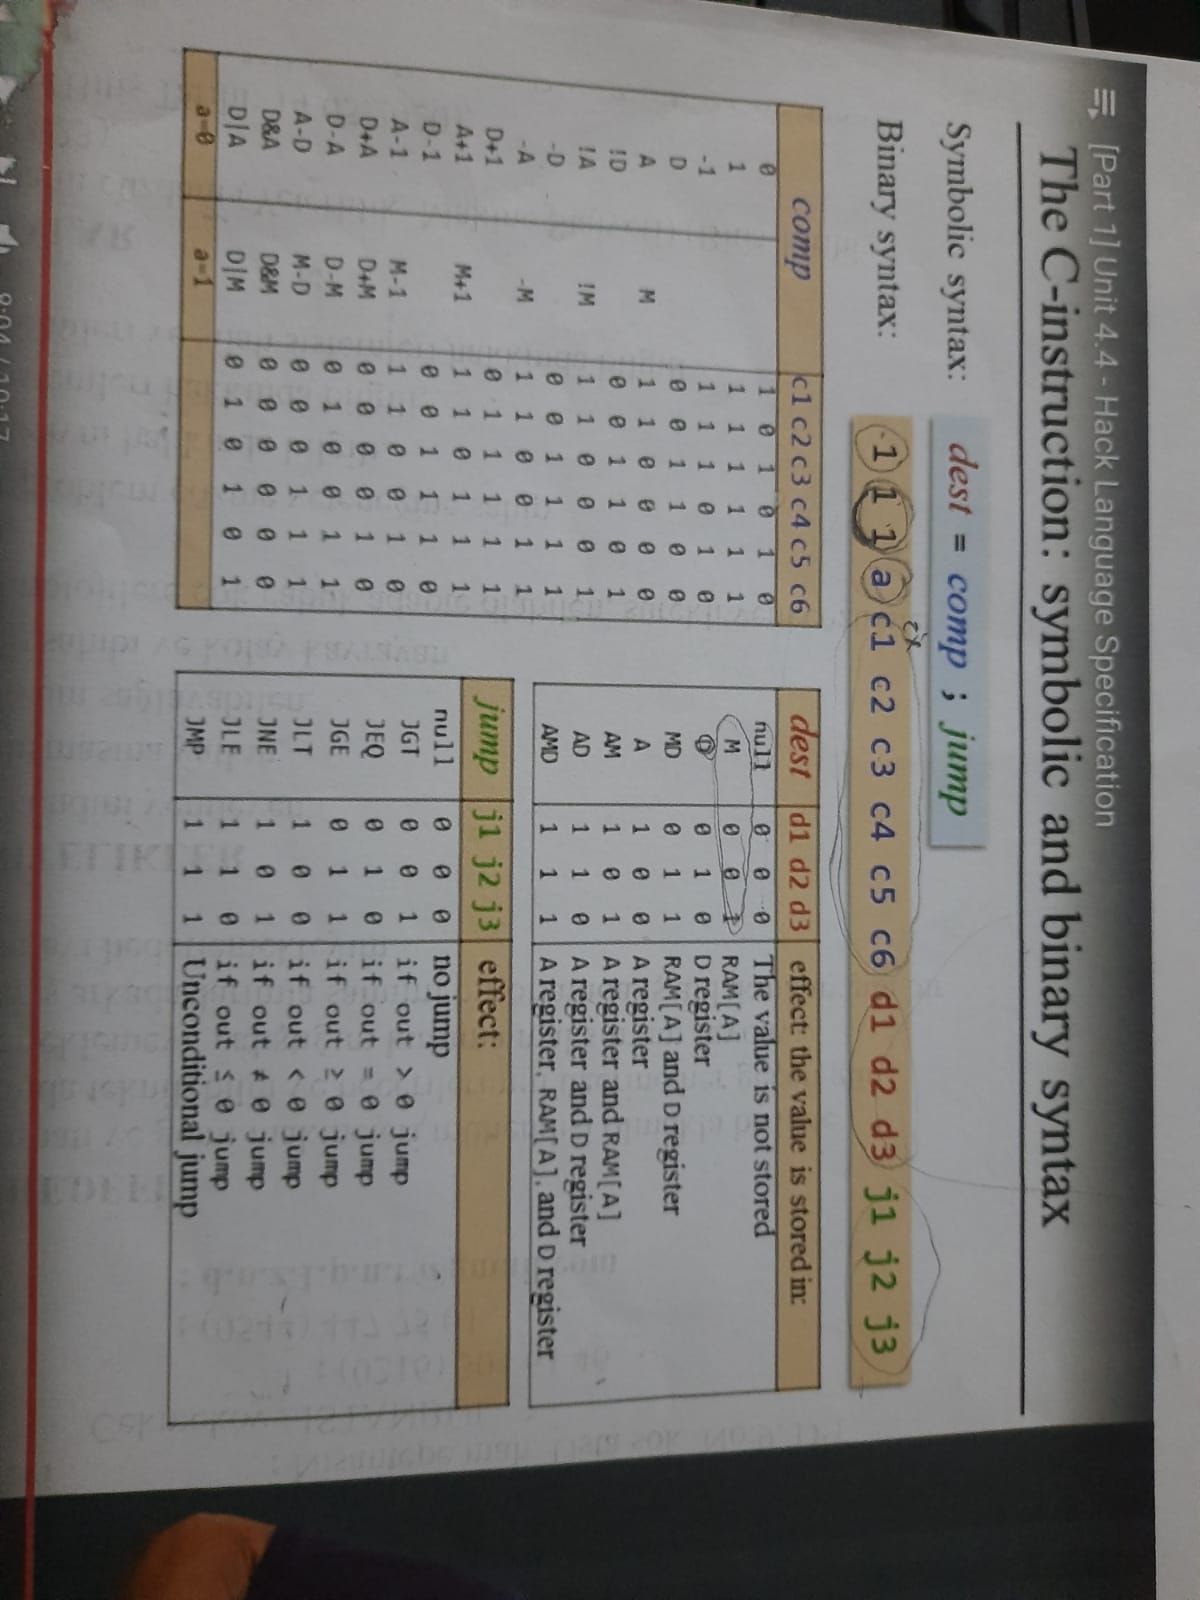 [Part 1] Unit 4.4 - Hack Language Specification
The C-instruction: symbolic and binary syntax
Symbolic syntax: dest = comp ; jump
Binary syntax: 1 1 1 a c1 c2 c3 c4 c5 c6 d1 d2 d3 j1 j2 j3
comp c1 c2 c3 c4 c5 c6
0 1 0 1 0 1 0
1 1 1 1 1 1 1
-1 1 1 1 0 1 0
D 0 0 1 1 0 0
A M 1 1 0 0 0 0
!D 0 0 1 1 0 1
!A !M 1 1 0 0 0 1
-D 0 0 1 1 1 1
-A -M 1 1 0 0 1 1
D+1 0 1 1 1 1 1
A+1 M+1 1 1 0 1 1 1
D-1 0 0 1 1 1 0
A-1 M-1 1 1 0 0 1 0
D+A D+M 0 0 0 0 1 0
D-A D-M 0 1 0 0 1 1
A-D M-D 0 0 0 1 1 1
D&A D&M 0 0 0 0 0 0
D|A D|M 0 1 0 1 0 1
a=0 a=1
dest d1 d2 d3 effect: the value is stored in:
null 0 0 0 The value is not stored
M 0 0 1 RAM[A]
D 0 1 0 D register
MD 0 1 1 RAM[A] and D register
A 1 0 0 A register
AM 1 0 1 A register and RAM[A]
AD 1 1 0 A register and D register
AMD 1 1 1 A register, RAM[A], and D register
jump j1 j2 j3 effect:
null 0 0 0 no jump
JGT 0 0 1 if out > 0 jump
JEQ 0 1 0 if out = 0 jump
JGE 0 1 1 if out ≥ 0 jump
JLT 1 0 0 if out < 0 jump
JNE 1 0 1 if out ≠ 0 jump
JLE 1 1 0 if out ≤ 0 jump
JMP 1 1 1 Unconditional jump